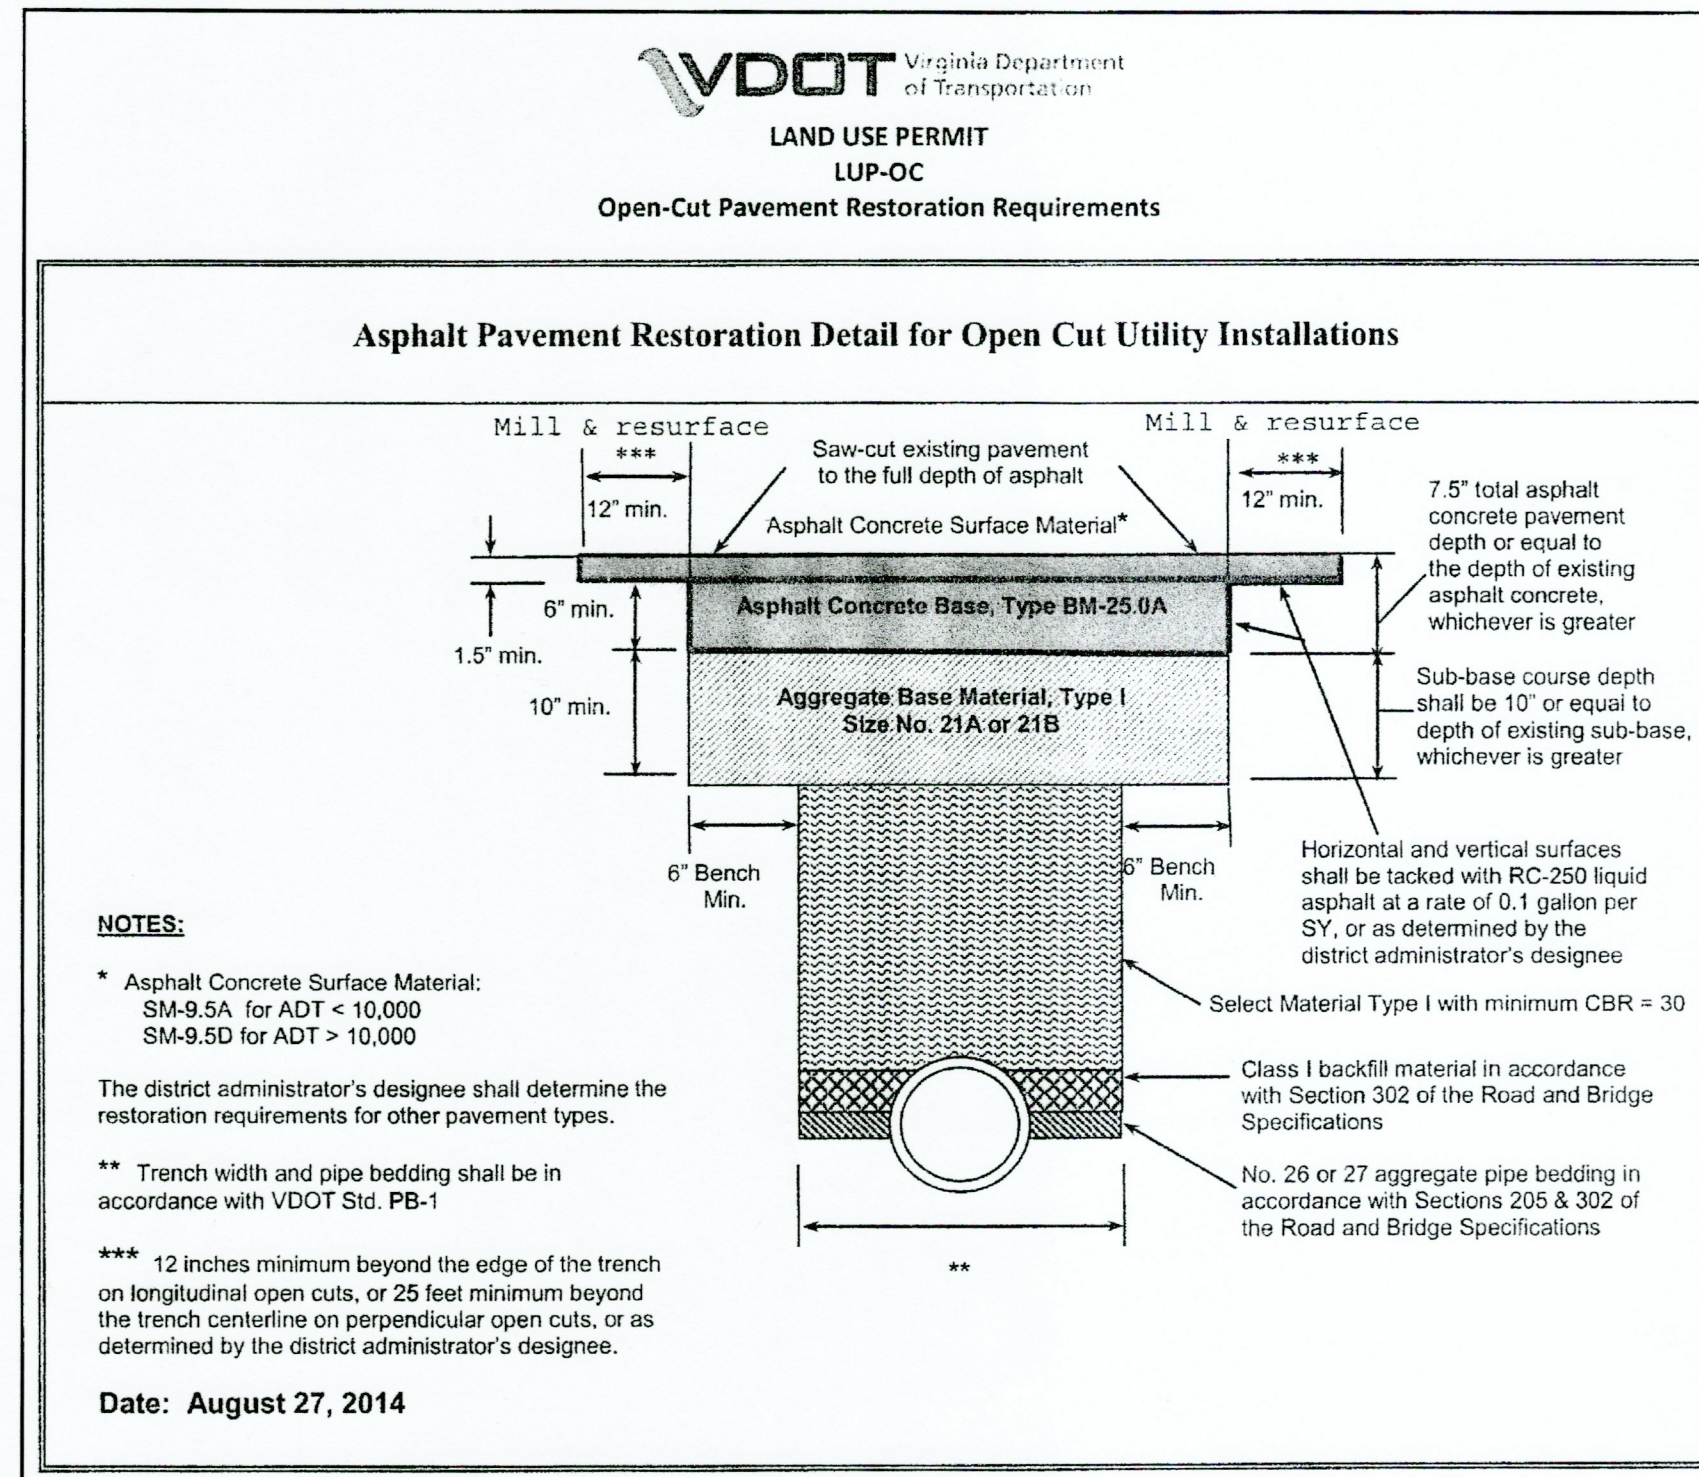 VDOT Virginia Department
of Transportation
LAND USE PERMIT
LUP-OC
Open-Cut Pavement Restoration Requirements
Asphalt Pavement Restoration Detail for Open Cut Utility Installations
Mill & resurface
***
12" min.
Saw-cut existing pavement
to the full depth of asphalt
Asphalt Concrete Surface Material*
Mill & resurface
***
12" min.
7.5" total asphalt
concrete pavement
depth or equal to
the depth of existing
asphalt concrete,
whichever is greater
6" min.
1.5" min.
Asphalt Concrete Base, Type BM-25.0A
10" min.
Aggregate Base Material, Type I
Size No. 21A or 21B
Sub-base course depth
shall be 10" or equal to
depth of existing sub-base,
whichever is greater
6" Bench
Min.
6" Bench
Min.
Horizontal and vertical surfaces
shall be tacked with RC-250 liquid
asphalt at a rate of 0.1 gallon per
SY, or as determined by the
district administrator's designee
Select Material Type I with minimum CBR = 30
Class I backfill material in accordance
with Section 302 of the Road and Bridge
Specifications
No. 26 or 27 aggregate pipe bedding in
accordance with Sections 205 & 302 of
the Road and Bridge Specifications
**
NOTES:
* Asphalt Concrete Surface Material:
SM-9.5A for ADT < 10,000
SM-9.5D for ADT > 10,000
The district administrator's designee shall determine the
restoration requirements for other pavement types.
** Trench width and pipe bedding shall be in
accordance with VDOT Std. PB-1
*** 12 inches minimum beyond the edge of the trench
on longitudinal open cuts, or 25 feet minimum beyond
the trench centerline on perpendicular open cuts, or as
determined by the district administrator's designee.
Date: August 27, 2014